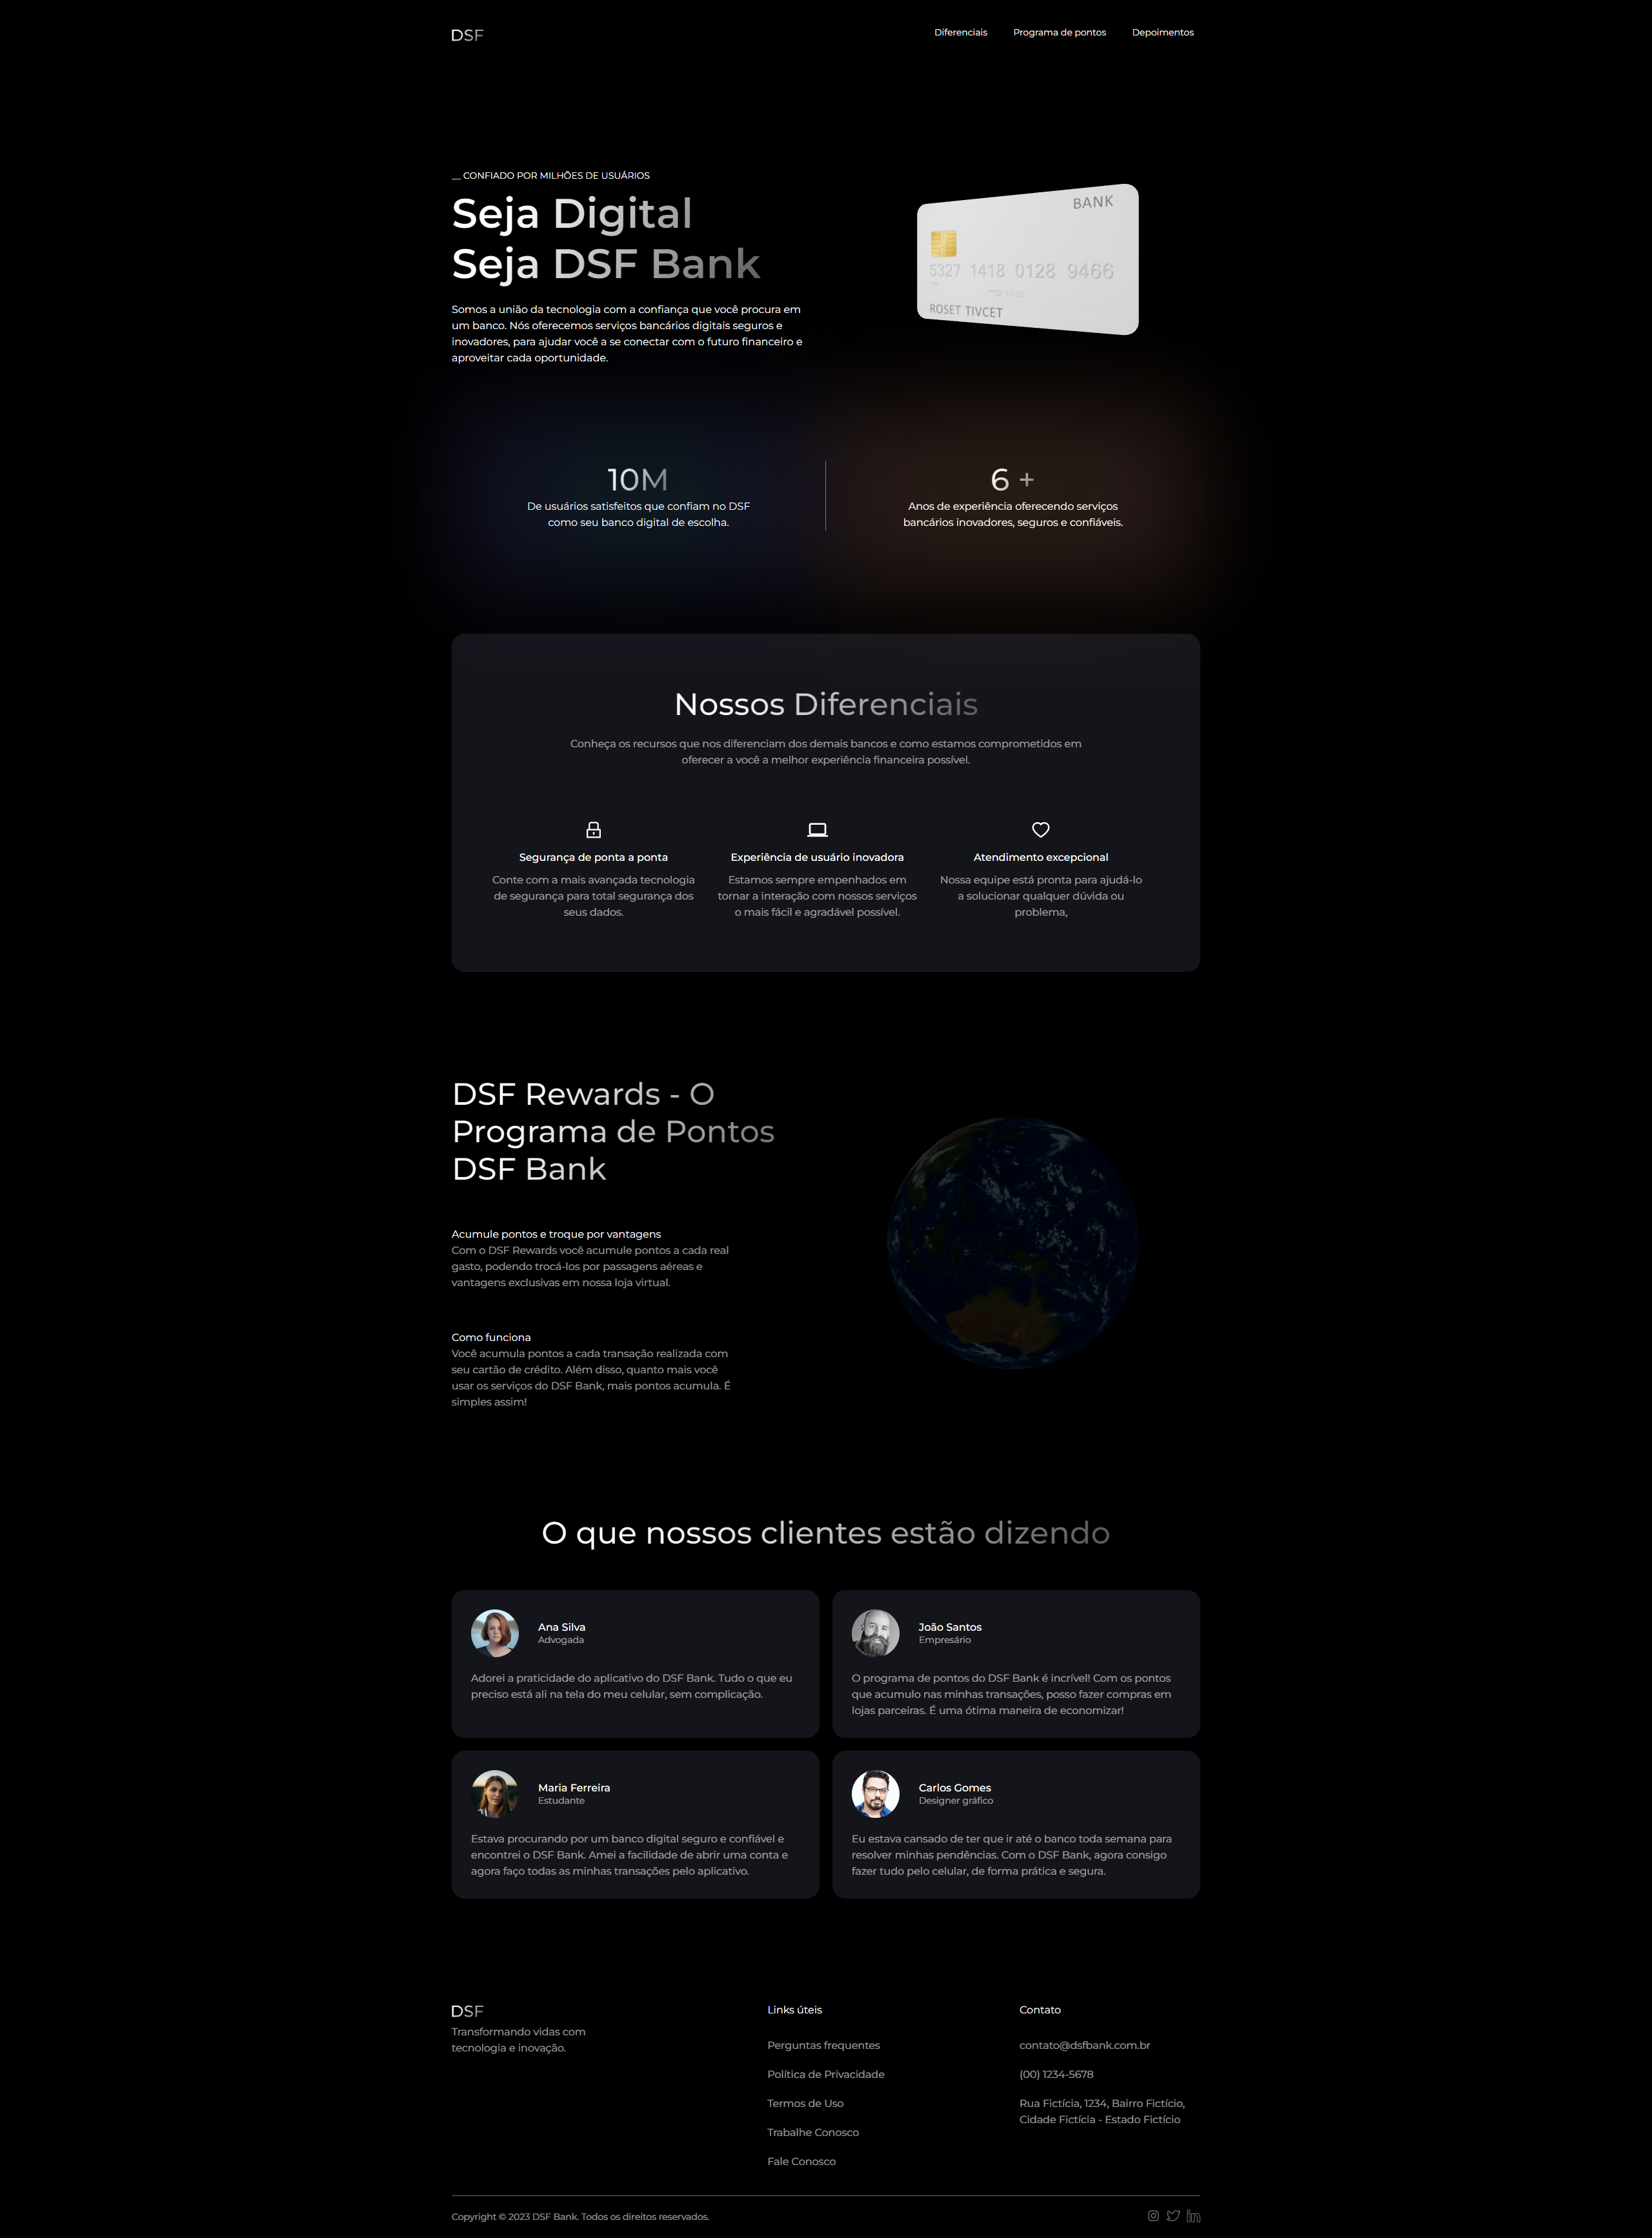 DSF
Diferenciais
Programa de pontos
Depoimentos
__ CONFIADO POR MILHÕES DE USUÁRIOS
Seja Digital
Seja DSF Bank
Somos a união da tecnologia com a confiança que você procura em
um banco. Nós oferecemos serviços bancários digitais seguros e
inovadores, para ajudar você a se conectar com o futuro financeiro e
aproveitar cada oportunidade.
BANK
5327 1418 0128 9466
11/22
ROSET TIVCET
10M
De usuários satisfeitos que confiam no DSF
como seu banco digital de escolha.
6 +
Anos de experiência oferecendo serviços
bancários inovadores, seguros e confiáveis.
Nossos Diferenciais
Conheça os recursos que nos diferenciam dos demais bancos e como estamos comprometidos em
oferecer a você a melhor experiência financeira possível.
Segurança de ponta a ponta
Conte com a mais avançada tecnologia
de segurança para total segurança dos
seus dados.
Experiência de usuário inovadora
Estamos sempre empenhados em
tornar a interação com nossos serviços
o mais fácil e agradável possível.
Atendimento excepcional
Nossa equipe está pronta para ajudá-lo
a solucionar qualquer dúvida ou
problema,
DSF Rewards - O
Programa de Pontos
DSF Bank
Acumule pontos e troque por vantagens
Com o DSF Rewards você acumule pontos a cada real
gasto, podendo trocá-los por passagens aéreas e
vantagens exclusivas em nossa loja virtual.
Como funciona
Você acumula pontos a cada transação realizada com
seu cartão de crédito. Além disso, quanto mais você
usar os serviços do DSF Bank, mais pontos acumula. É
simples assim!
O que nossos clientes estão dizendo
Ana Silva
Advogada
Adorei a praticidade do aplicativo do DSF Bank. Tudo o que eu
preciso está ali na tela do meu celular, sem complicação.
João Santos
Empresário
O programa de pontos do DSF Bank é incrível! Com os pontos
que acumulo nas minhas transações, posso fazer compras em
lojas parceiras. É uma ótima maneira de economizar!
Maria Ferreira
Estudante
Estava procurando por um banco digital seguro e confiável e
encontrei o DSF Bank. Amei a facilidade de abrir uma conta e
agora faço todas as minhas transações pelo aplicativo.
Carlos Gomes
Designer gráfico
Eu estava cansado de ter que ir até o banco toda semana para
resolver minhas pendências. Com o DSF Bank, agora consigo
fazer tudo pelo celular, de forma prática e segura.
DSF
Transformando vidas com
tecnologia e inovação.
Links úteis
Perguntas frequentes
Política de Privacidade
Termos de Uso
Trabalhe Conosco
Fale Conosco
Contato
contato@dsfbank.com.br
(00) 1234-5678
Rua Fictícia, 1234, Bairro Fictício,
Cidade Fictícia - Estado Fictício
Copyright © 2023 DSF Bank. Todos os direitos reservados.